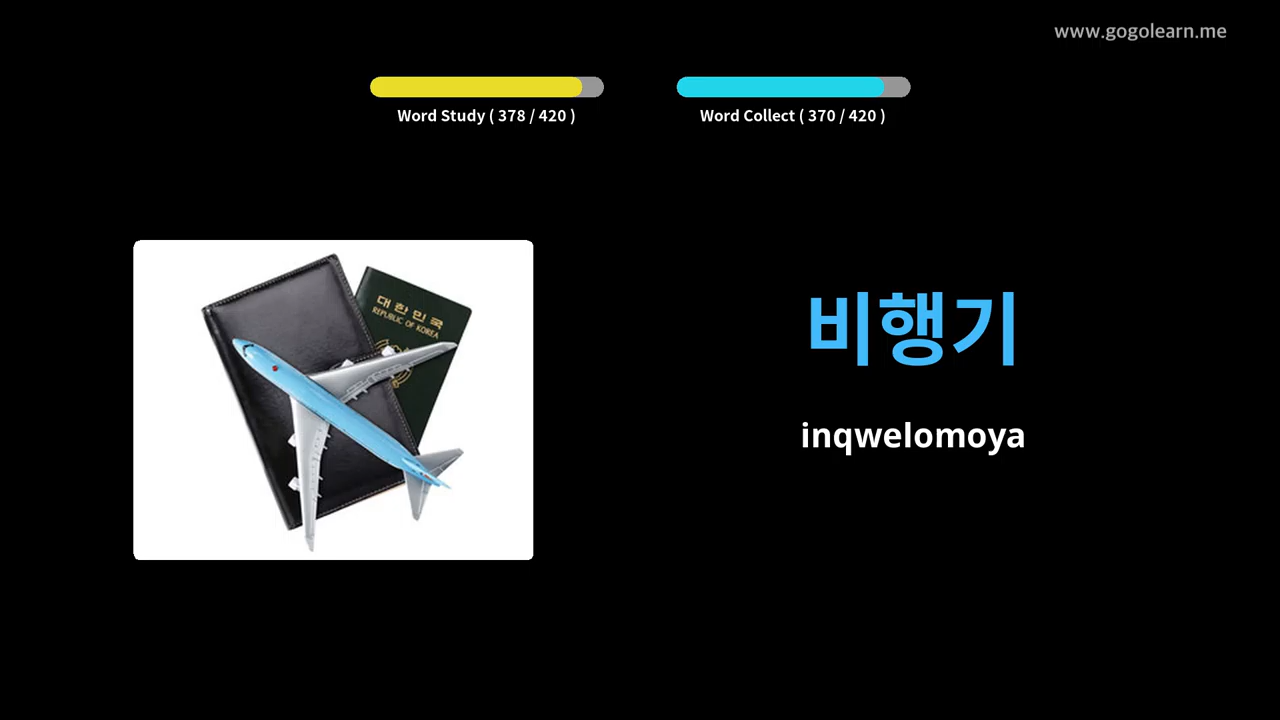 www.gogolearn.me
Word Study ( 378 / 420 )
Word Collect ( 370 / 420 )
대한민국
REPUBLIC OF KOREA
비행기
inqwelomoya